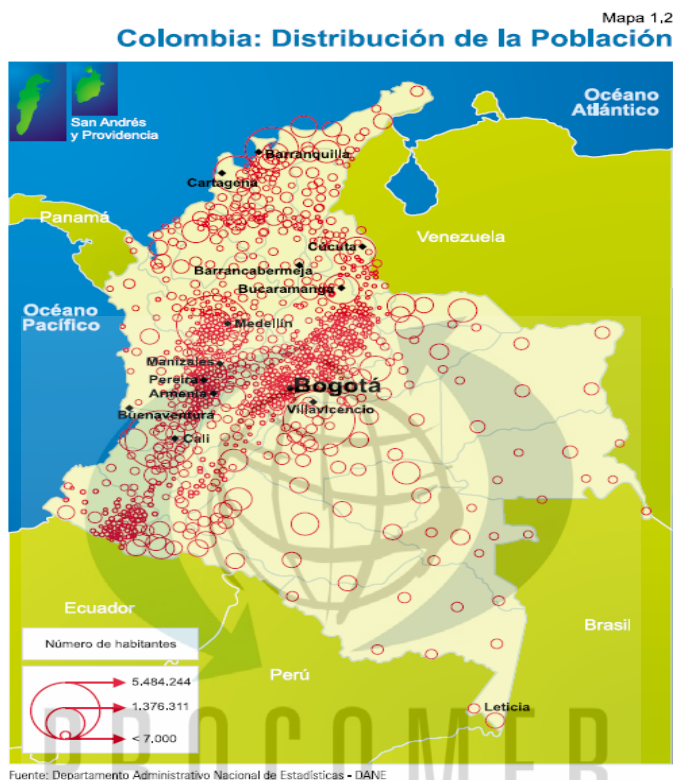 Mapa 1,2
Colombia: Distribución de la Población
San Andrés
y Providencia
Océano
Atlántico
Barranquilla
Cartagena
Panamá
Venezuela
Cúcuta
Barrancabermeja
Bucaramanga
Océano
Pacífico
Medellín
Manizales
Pereira
Bogotá
Armenia
Villavicencio
Buenaventura
Cali
Ecuador
Brasil
Número de habitantes
Perú
5.484.244
1.376.311
< 7.000
Leticia
PROCOMER
Fuente: Departamento Administrativo Nacional de Estadísticas - DANE